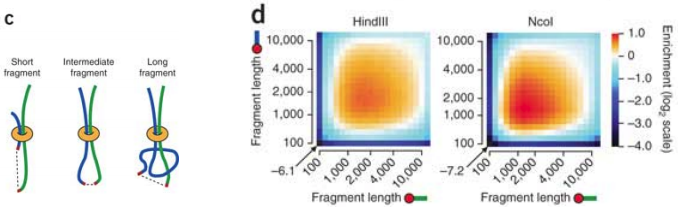 c
Short
fragment
Intermediate
fragment
Long
fragment
d
HindIII
NcoI
Fragment length
10,000
4,000
2,000
1,000
100
−6.1
100
1,000
2,000
4,000
10,000
Fragment length
10,000
4,000
2,000
1,000
100
−7.2
100
1,000
2,000
4,000
10,000
Fragment length
1.0
0
−1.0
−2.0
−3.0
−4.0
Enrichment (log2 scale)